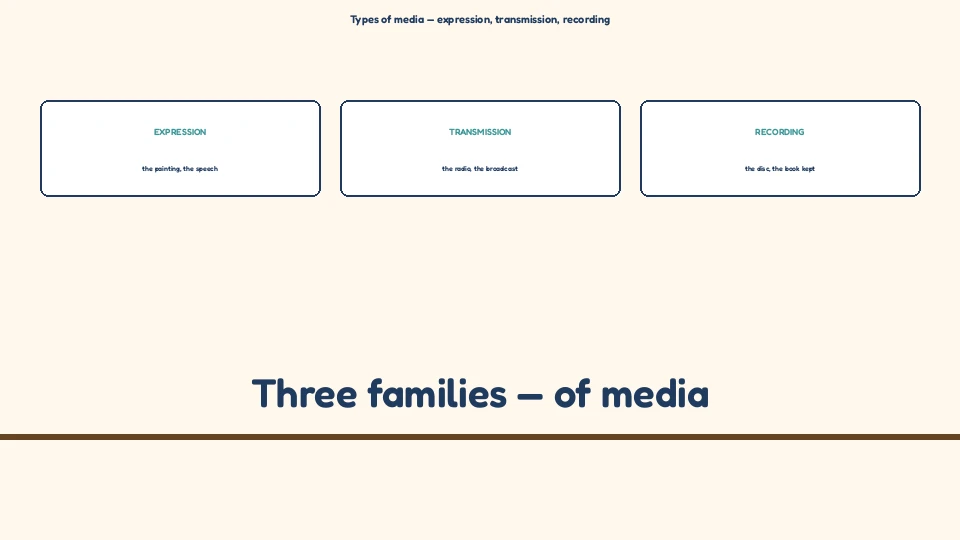 Types of media — expression, transmission, recording
EXPRESSION
the painting, the speech
TRANSMISSION
the radio, the broadcast
RECORDING
the disc, the book kept
Three families — of media